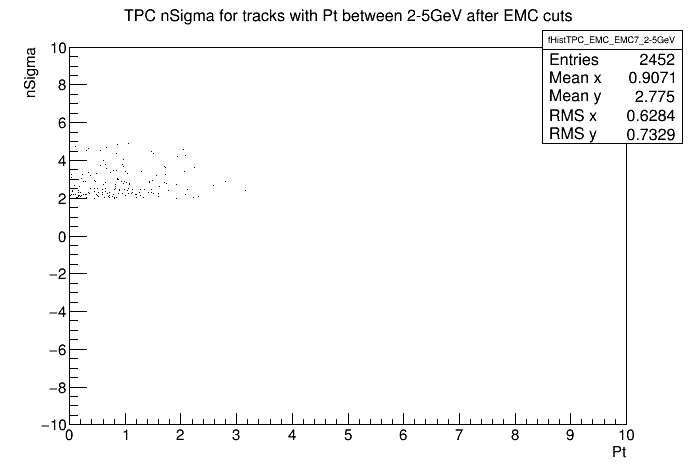 TPC nSigma for tracks with Pt between 2-5GeV after EMC cuts
fHistTPC_EMC_EMC7_2-5GeV
Entries 2452
Mean x 0.9071
Mean y 2.775
RMS x 0.6284
RMS y 0.7329
nSigma
10
8
6
4
2
0
−2
−4
−6
−8
−10
0 1 2 3 4 5 6 7 8 9 10
Pt